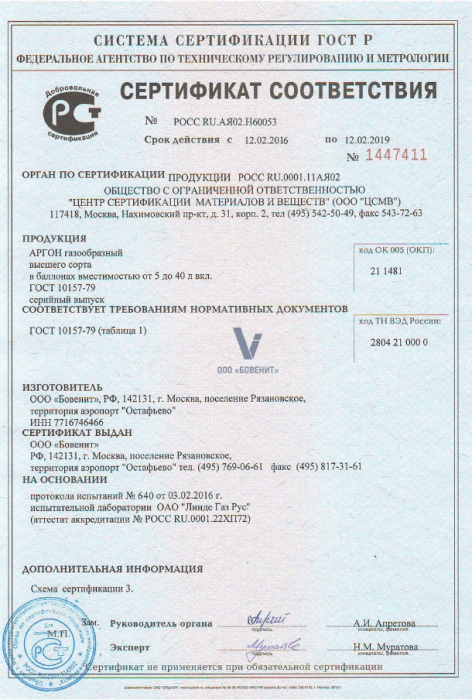 СИСТЕМА СЕРТИФИКАЦИИ ГОСТ Р
ФЕДЕРАЛЬНОЕ АГЕНТСТВО ПО ТЕХНИЧЕСКОМУ РЕГУЛИРОВАНИЮ И МЕТРОЛОГИИ
Добровольная
сертификация
СЕРТИФИКАТ СООТВЕТСТВИЯ
№ РОСС RU.АЯ02.Н60053
Срок действия с 12.02.2016 по 12.02.2019
№ 1447411
ОРГАН ПО СЕРТИФИКАЦИИ ПРОДУКЦИИ РОСС RU.0001.11АЯ02
ОБЩЕСТВО С ОГРАНИЧЕННОЙ ОТВЕТСТВЕННОСТЬЮ
"ЦЕНТР СЕРТИФИКАЦИИ МАТЕРИАЛОВ И ВЕЩЕСТВ" (ООО "ЦСМВ")
117418, Москва, Нахимовский пр-кт, д. 31, корп. 2, тел (495) 542-50-49, факс 543-72-63
ПРОДУКЦИЯ
АРГОН газообразный
высшего сорта
в баллонах вместимостью от 5 до 40 л вкл.
ГОСТ 10157-79
серийный выпуск
код ОК 005 (ОКП):
21 1481
СООТВЕТСТВУЕТ ТРЕБОВАНИЯМ НОРМАТИВНЫХ ДОКУМЕНТОВ
ГОСТ 10157-79 (таблица 1)
код ТН ВЭД России:
2804 21 000 0
ООО «БОВЕНИТ»
ИЗГОТОВИТЕЛЬ
ООО «Бовенит», РФ, 142131, г. Москва, поселение Рязановское,
территория аэропорт "Остафьево"
ИНН 7716746466
СЕРТИФИКАТ ВЫДАН
ООО «Бовенит»
РФ, 142131, г. Москва, поселение Рязановское,
территория аэропорт "Остафьево" тел. (495) 769-06-61 факс (495) 817-31-61
НА ОСНОВАНИИ
протокола испытаний № 640 от 03.02.2016 г.
испытательной лаборатории ОАО "Линде Газ Рус"
(аттестат аккредитации № РОСС RU.0001.22ХП72)
ДОПОЛНИТЕЛЬНАЯ ИНФОРМАЦИЯ
Схема сертификации 3.
Зам. Руководитель органа
подпись
А.И. Апретова
инициалы, фамилия
М.П.
Эксперт
подпись
Н.М. Муратова
инициалы, фамилия
Сертификат не применяется при обязательной сертификации